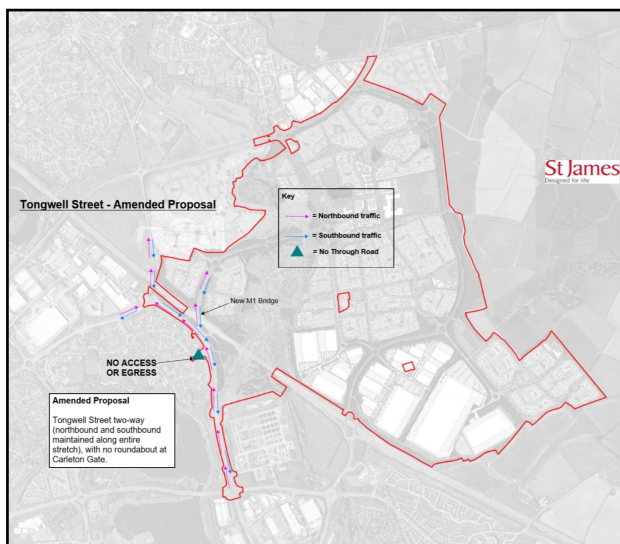 St James
Designed for life
Tongwell Street - Amended Proposal
Key
= Northbound traffic
= Southbound traffic
= No Through Road
New M1 Bridge
NO ACCESS
OR EGRESS
Amended Proposal
Tongwell Street two-way
(northbound and southbound
maintained along entire
stretch), with no roundabout at
Carleton Gate.